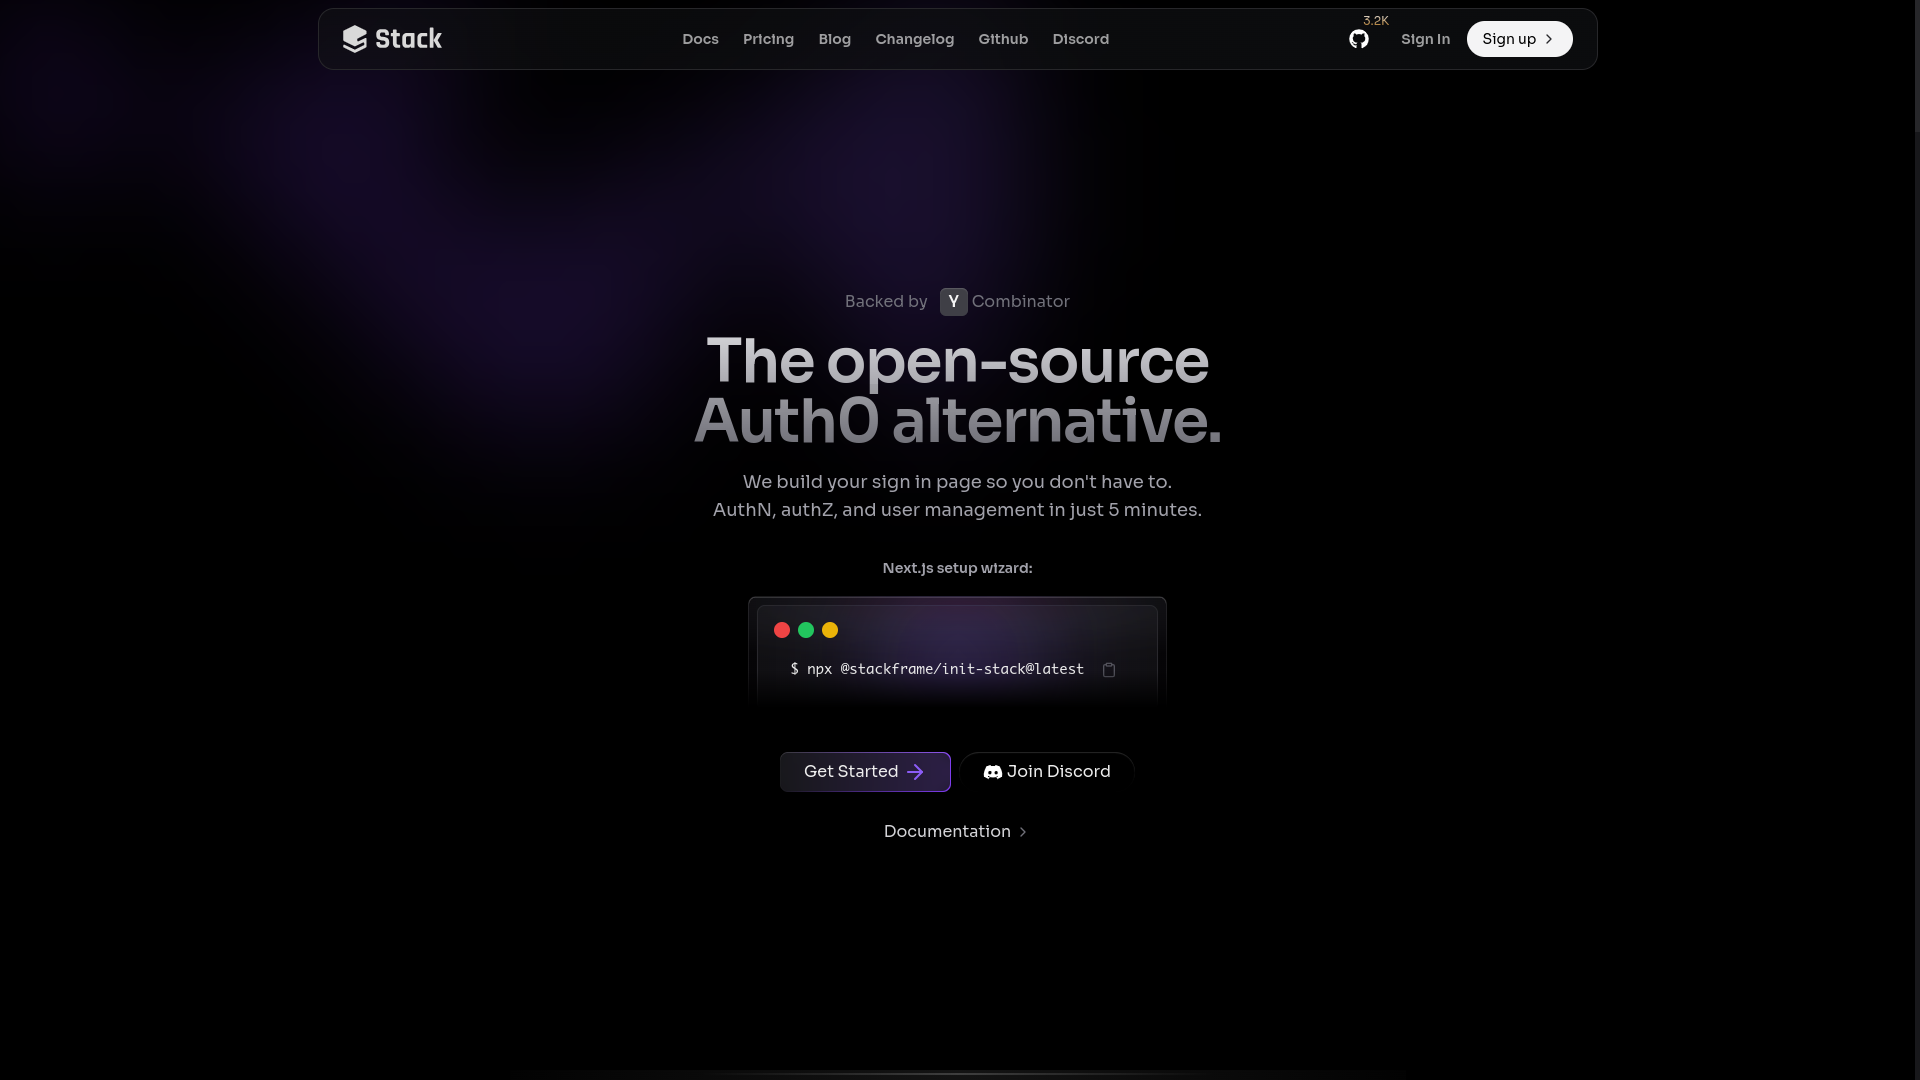 Stack
Docs Pricing Blog Changelog Github Discord
3.2K
Sign In
Sign up
Backed by Y Combinator
The open-source
Auth0 alternative.
We build your sign in page so you don't have to.
AuthN, authZ, and user management in just 5 minutes.
Next.js setup wizard:
$ npx @stackframe/init-stack@latest
Get Started
Join Discord
Documentation